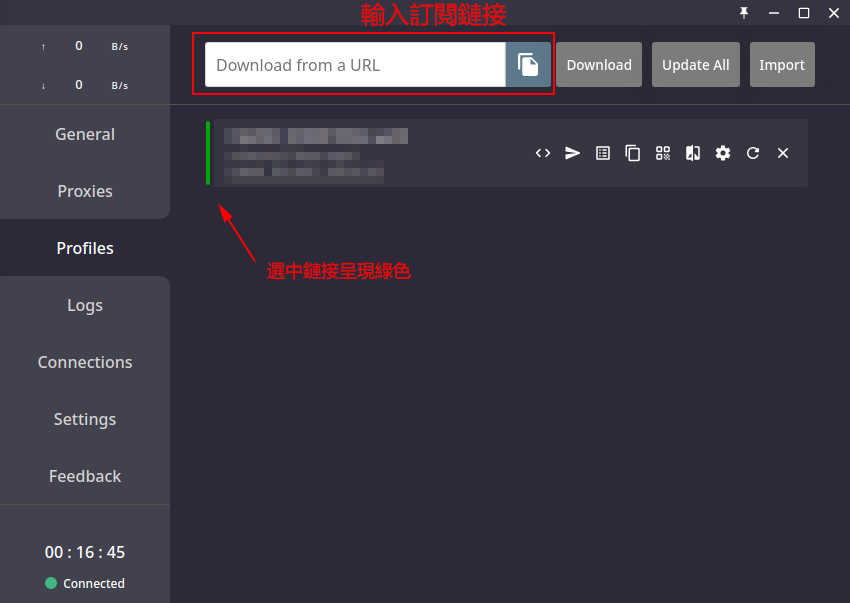 輸入訂閱鏈接
↑ 0 B/s
↓ 0 B/s
Download from a URL
Download
Update All
Import
General
Proxies
Profiles
Logs
Connections
Settings
Feedback
選中鏈接呈現綠色
00 : 16 : 45
Connected